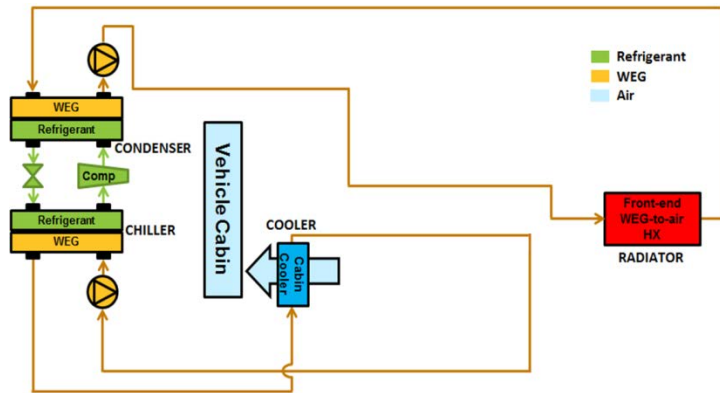 Refrigerant
WEG
Air
WEG
Refrigerant
CONDENSER
Comp
Refrigerant
WEG
CHILLER
Vehicle Cabin
COOLER
Cabin
Cooler
Front-end
WEG-to-air
HX
RADIATOR